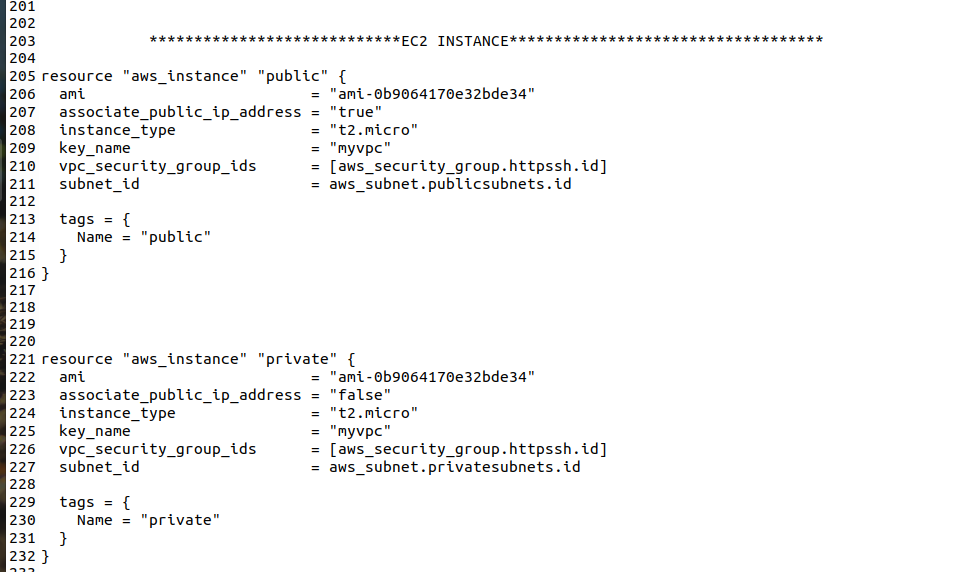 201
202
203             ****************************EC2 INSTANCE***********************************
204
205 resource "aws_instance" "public" {
206   ami                         = "ami-0b9064170e32bde34"
207   associate_public_ip_address = "true"
208   instance_type               = "t2.micro"
209   key_name                    = "myvpc"
210   vpc_security_group_ids      = [aws_security_group.httpssh.id]
211   subnet_id                   = aws_subnet.publicsubnets.id
212
213   tags = {
214     Name = "public"
215   }
216 }
217
218
219
220
221 resource "aws_instance" "private" {
222   ami                         = "ami-0b9064170e32bde34"
223   associate_public_ip_address = "false"
224   instance_type               = "t2.micro"
225   key_name                    = "myvpc"
226   vpc_security_group_ids      = [aws_security_group.httpssh.id]
227   subnet_id                   = aws_subnet.privatesubnets.id
228
229   tags = {
230     Name = "private"
231   }
232 }
233